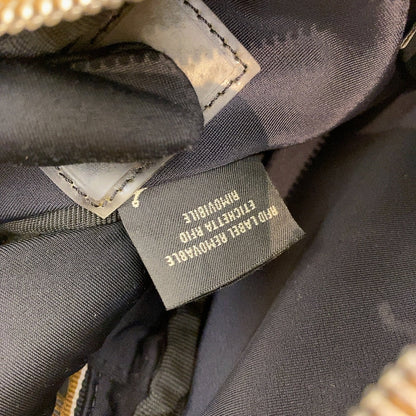 RFID LABEL REMOVABLE
ETICHETTA RFID
RIMOVIBILE